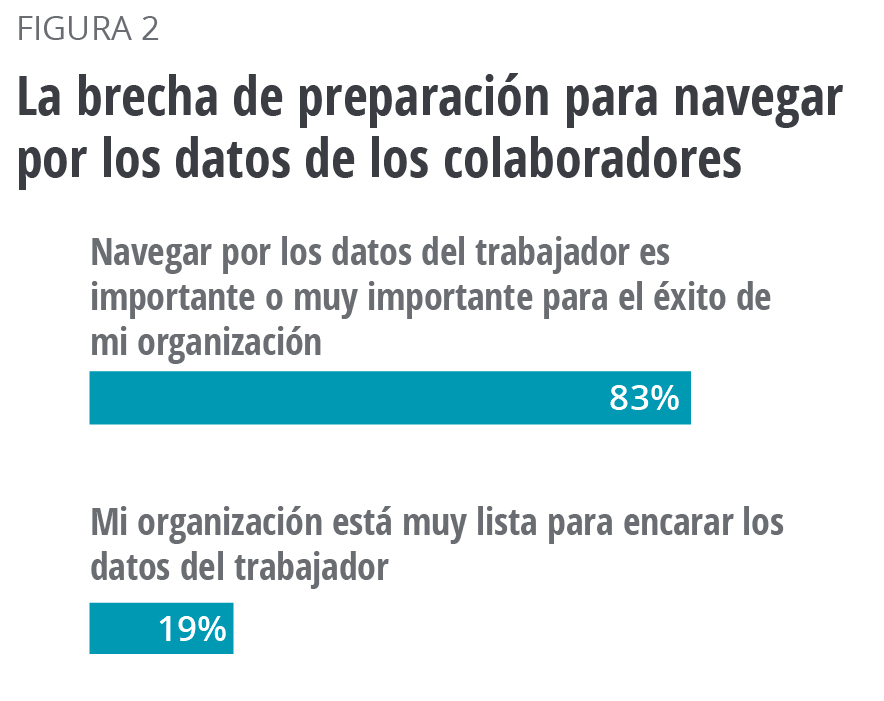 FIGURA 2
La brecha de preparación para navegar
por los datos de los colaboradores
Navegar por los datos del trabajador es
importante o muy importante para el éxito de
mi organización
83%
Mi organización está muy lista para encarar los
datos del trabajador
19%